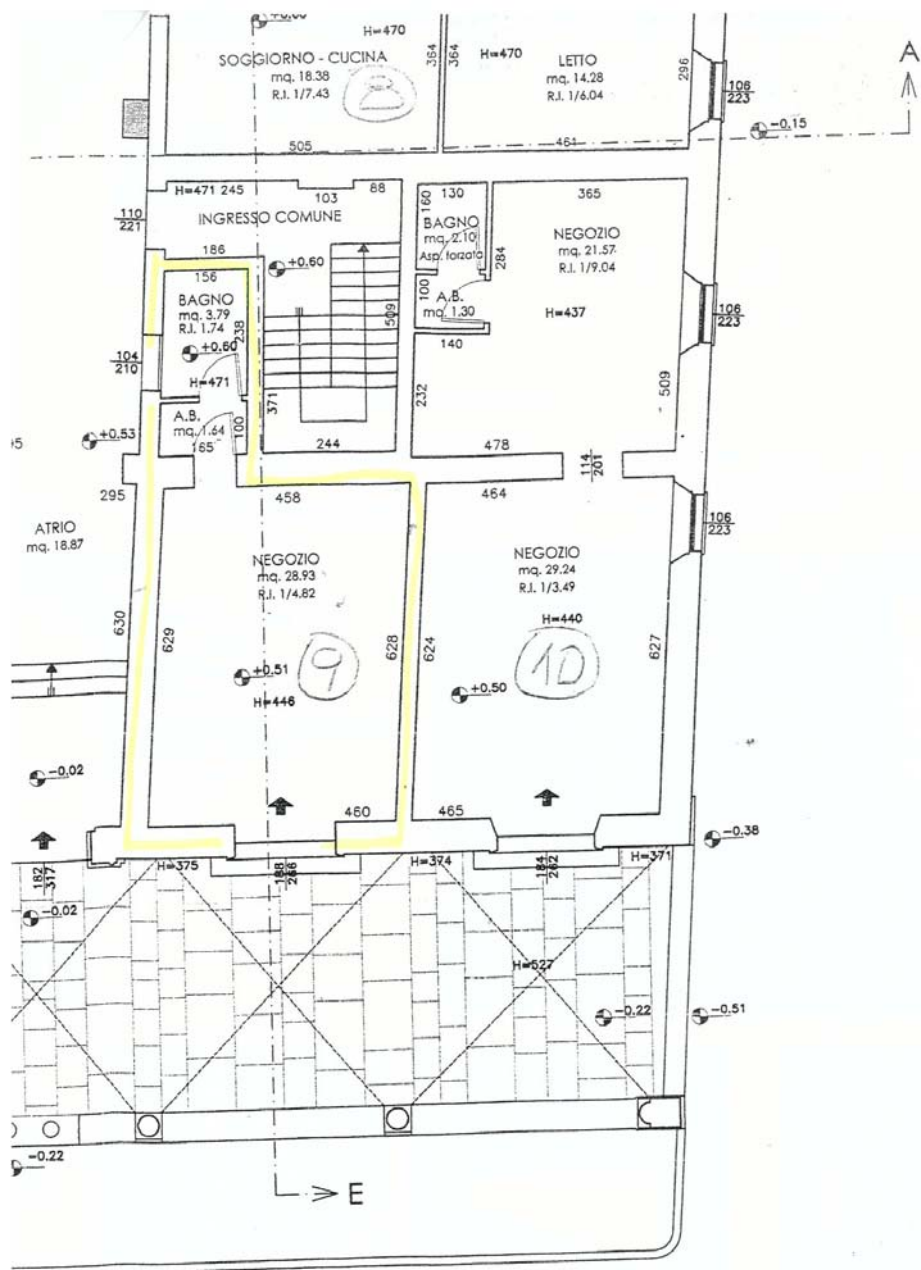 +0.60
H=470
SOGGIORNO - CUCINA
mq. 18.38
R.I. 1/7.43
8
364
364
H=470
LETTO
mq. 14.28
R.I. 1/6.04
296
106
223
A
-0.15
505
461
H=471
245
103
88
110
221
INGRESSO COMUNE
186
156
+0.60
BAGNO
mq. 3.79
R.I. 1.74
238
+0.60
H=471
104
210
A.B.
mq. 1.64
100
165
371
509
244
130
160
BAGNO
mq. 2.10
Asp. forzata
284
100
A.B.
mq. 1.30
140
232
365
NEGOZIO
mq. 21.57
R.I. 1/9.04
H=437
106
223
509
478
114
201
+0.53
95
295
ATRIO
mq. 18.87
458
464
106
223
NEGOZIO
mq. 28.93
R.I. 1/4.82
NEGOZIO
mq. 29.24
R.I. 1/3.49
630
629
628
624
H=440
627
9
10
+0.51
H=446
+0.50
-0.02
460
465
-0.38
182
317
H=375
188
266
H=374
184
262
H=371
-0.02
H=527
-0.22
-0.51
-0.22
E